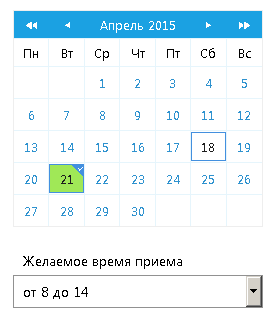 Апрель 2015
Пн Вт Ср Чт Пт Сб Вс
1 2 3 4 5
6 7 8 9 10 11 12
13 14 15 16 17 18 19
20 21 22 23 24 25 26
27 28 29 30
Желаемое время приема
от 8 до 14